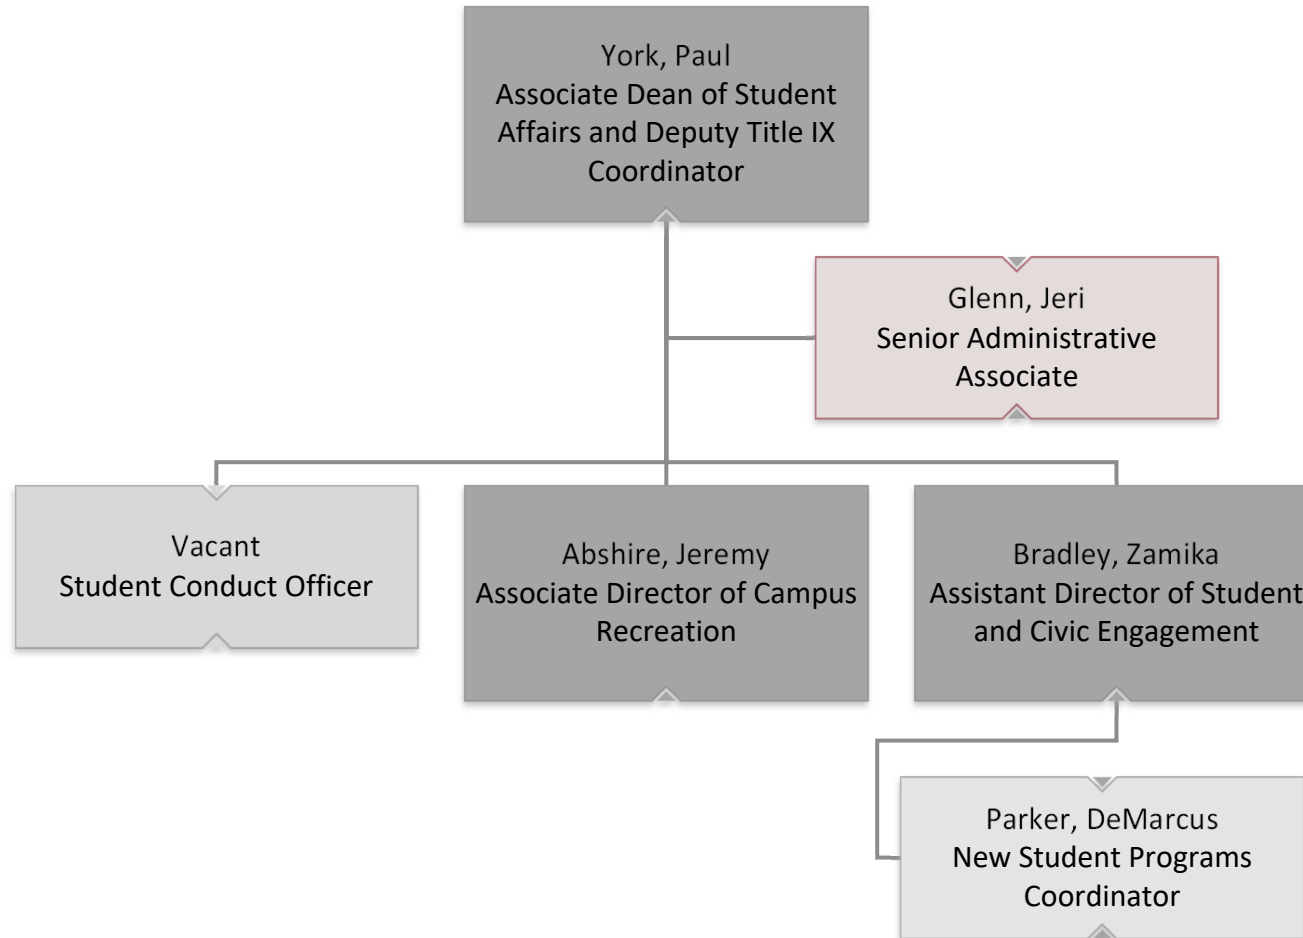 York, Paul
Associate Dean of Student
Affairs and Deputy Title IX
Coordinator
Glenn, Jeri
Senior Administrative
Associate
Vacant
Student Conduct Officer
Abshire, Jeremy
Associate Director of Campus
Recreation
Bradley, Zamika
Assistant Director of Student
and Civic Engagement
Parker, DeMarcus
New Student Programs
Coordinator